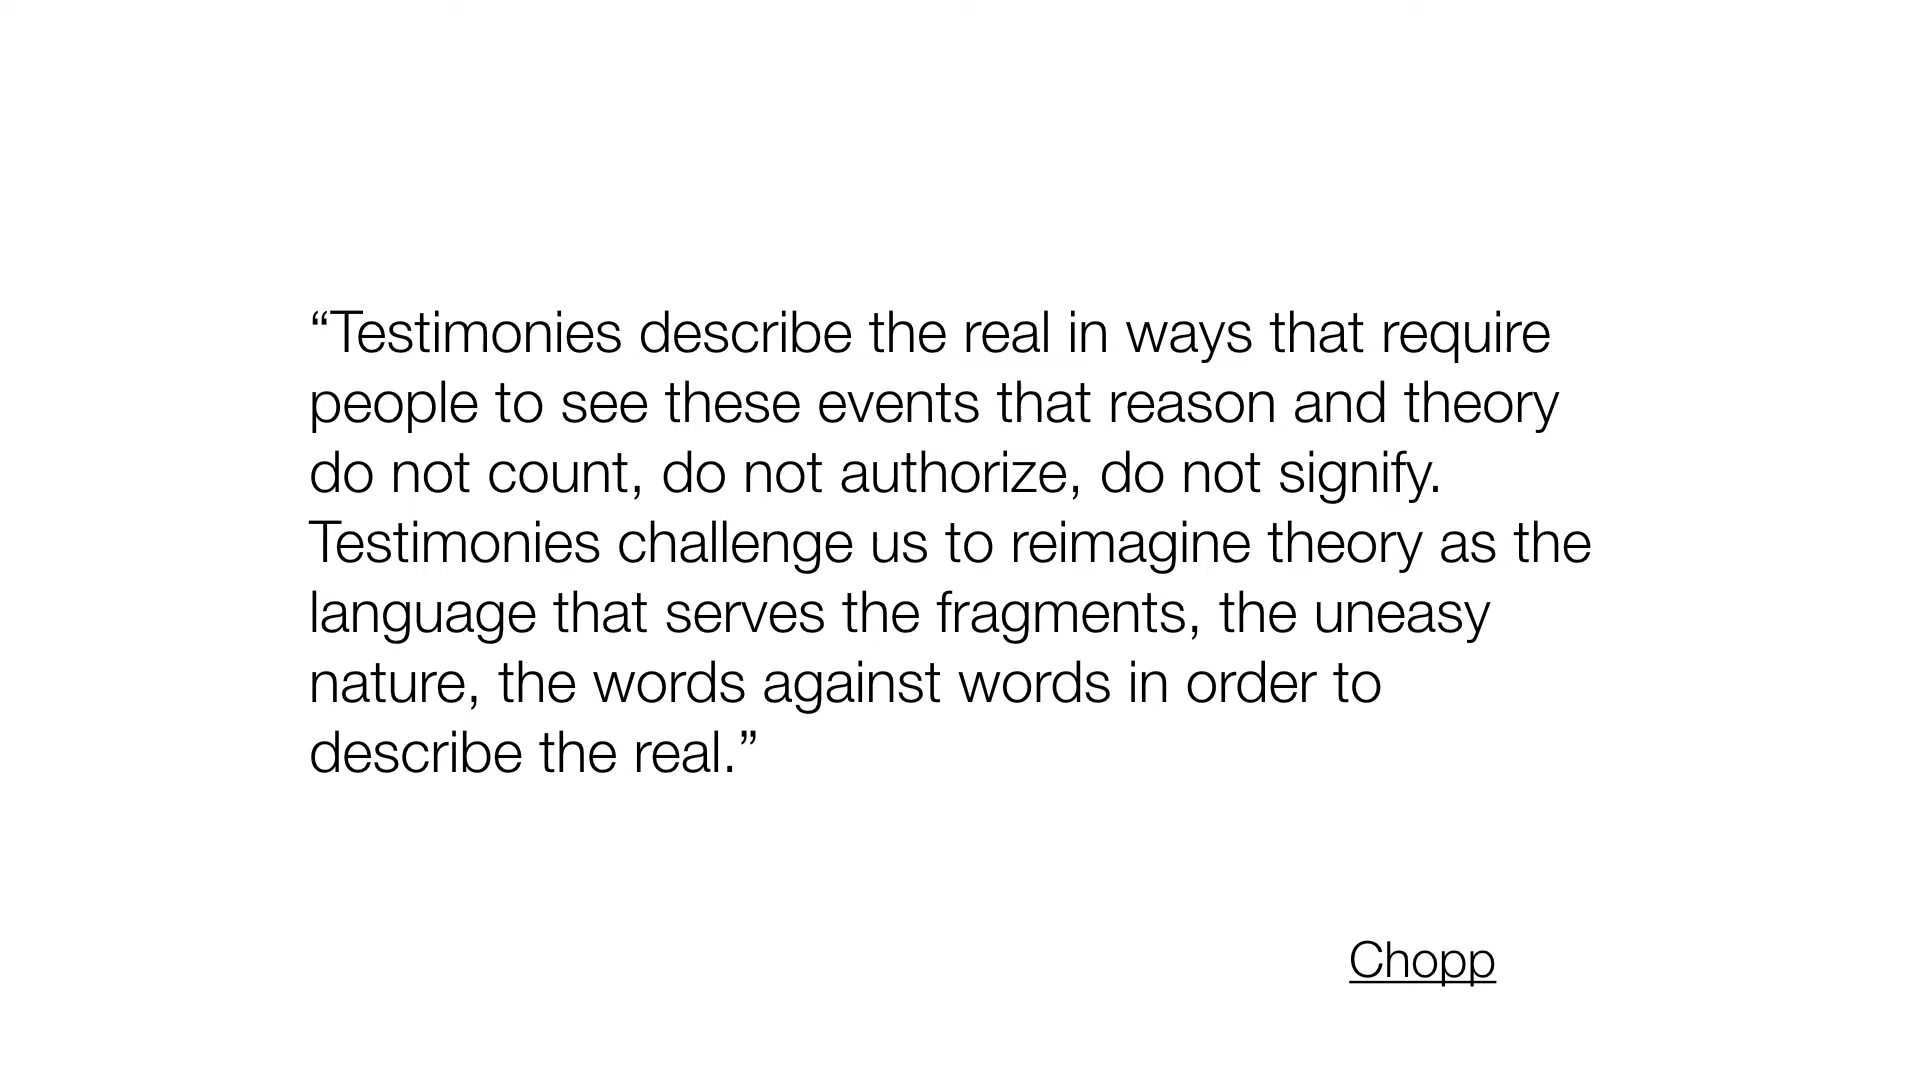 “Testimonies describe the real in ways that require
people to see these events that reason and theory
do not count, do not authorize, do not signify.
Testimonies challenge us to reimagine theory as the
language that serves the fragments, the uneasy
nature, the words against words in order to
describe the real.”
Chopp